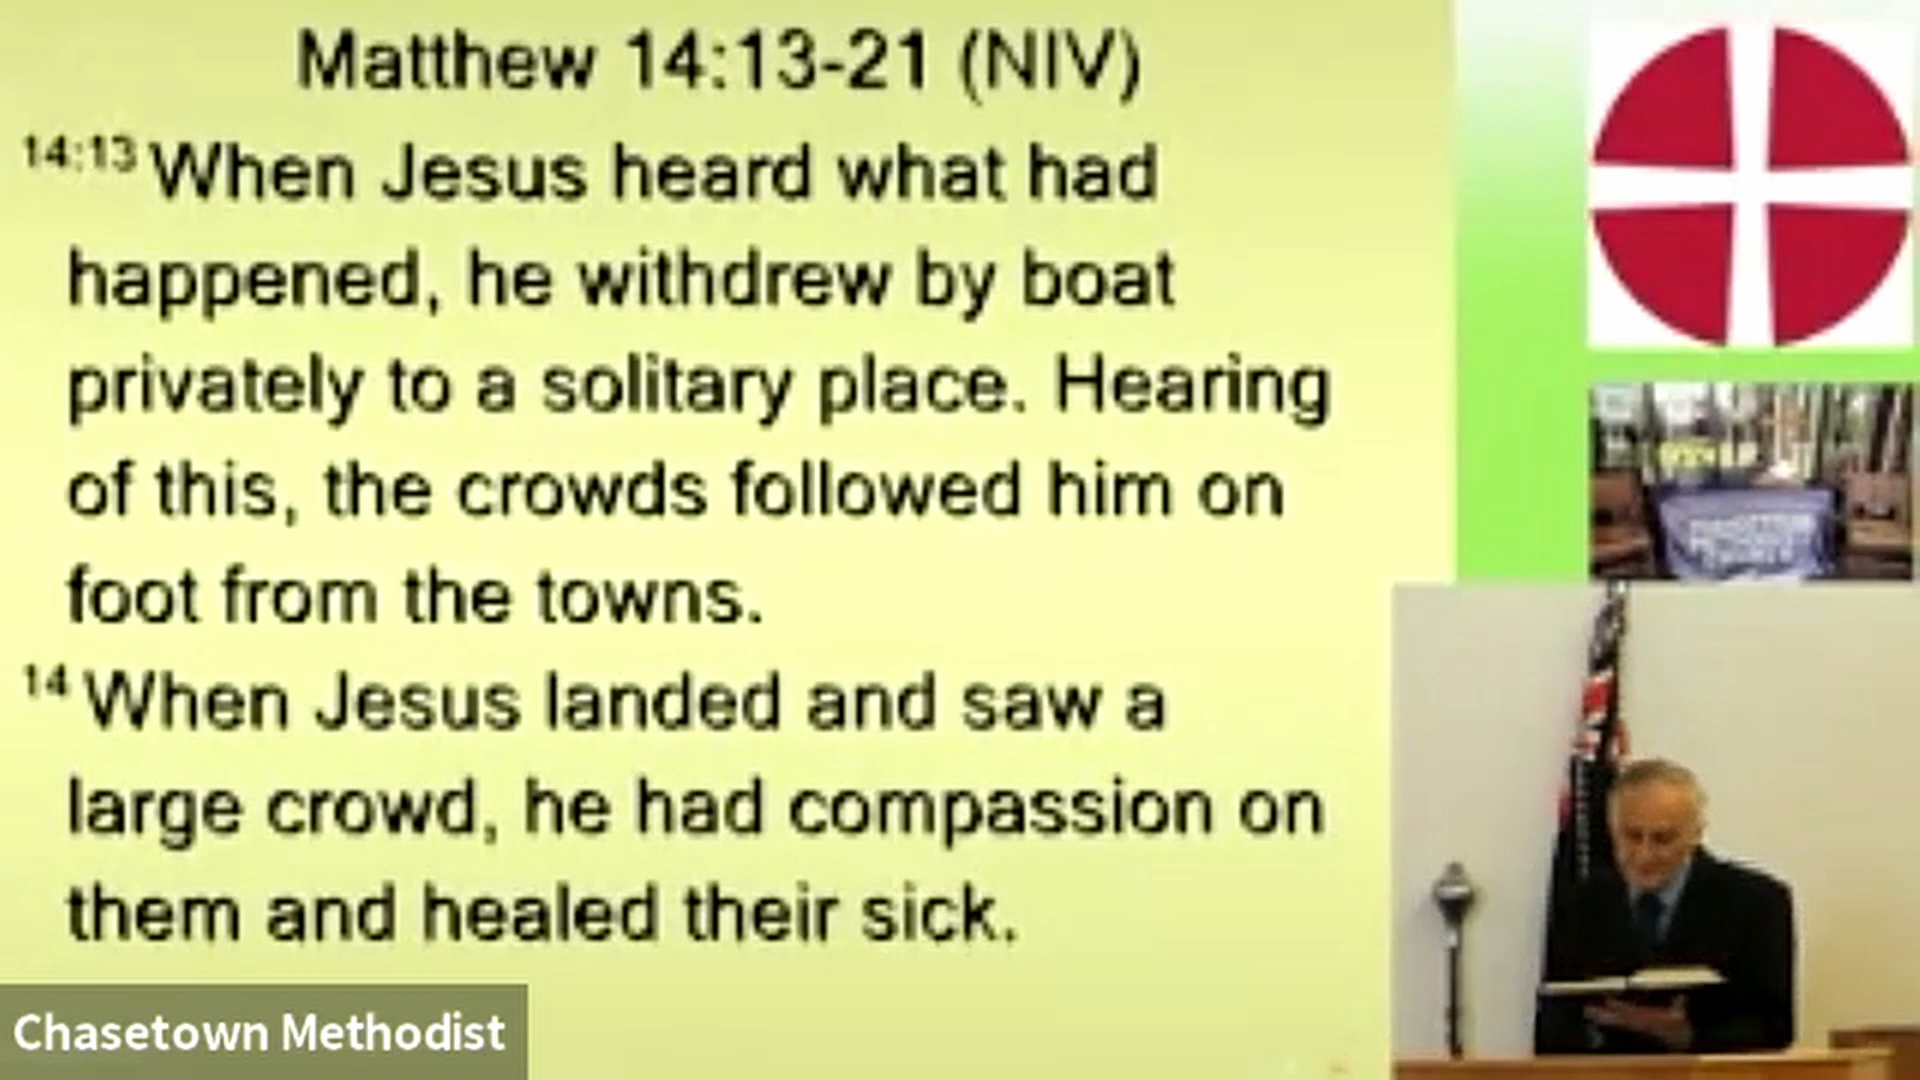 Matthew 14:13-21 (NIV)
14:13 When Jesus heard what had
happened, he withdrew by boat
privately to a solitary place. Hearing
of this, the crowds followed him on
foot from the towns.
14 When Jesus landed and saw a
large crowd, he had compassion on
them and healed their sick.
Chasetown Methodist